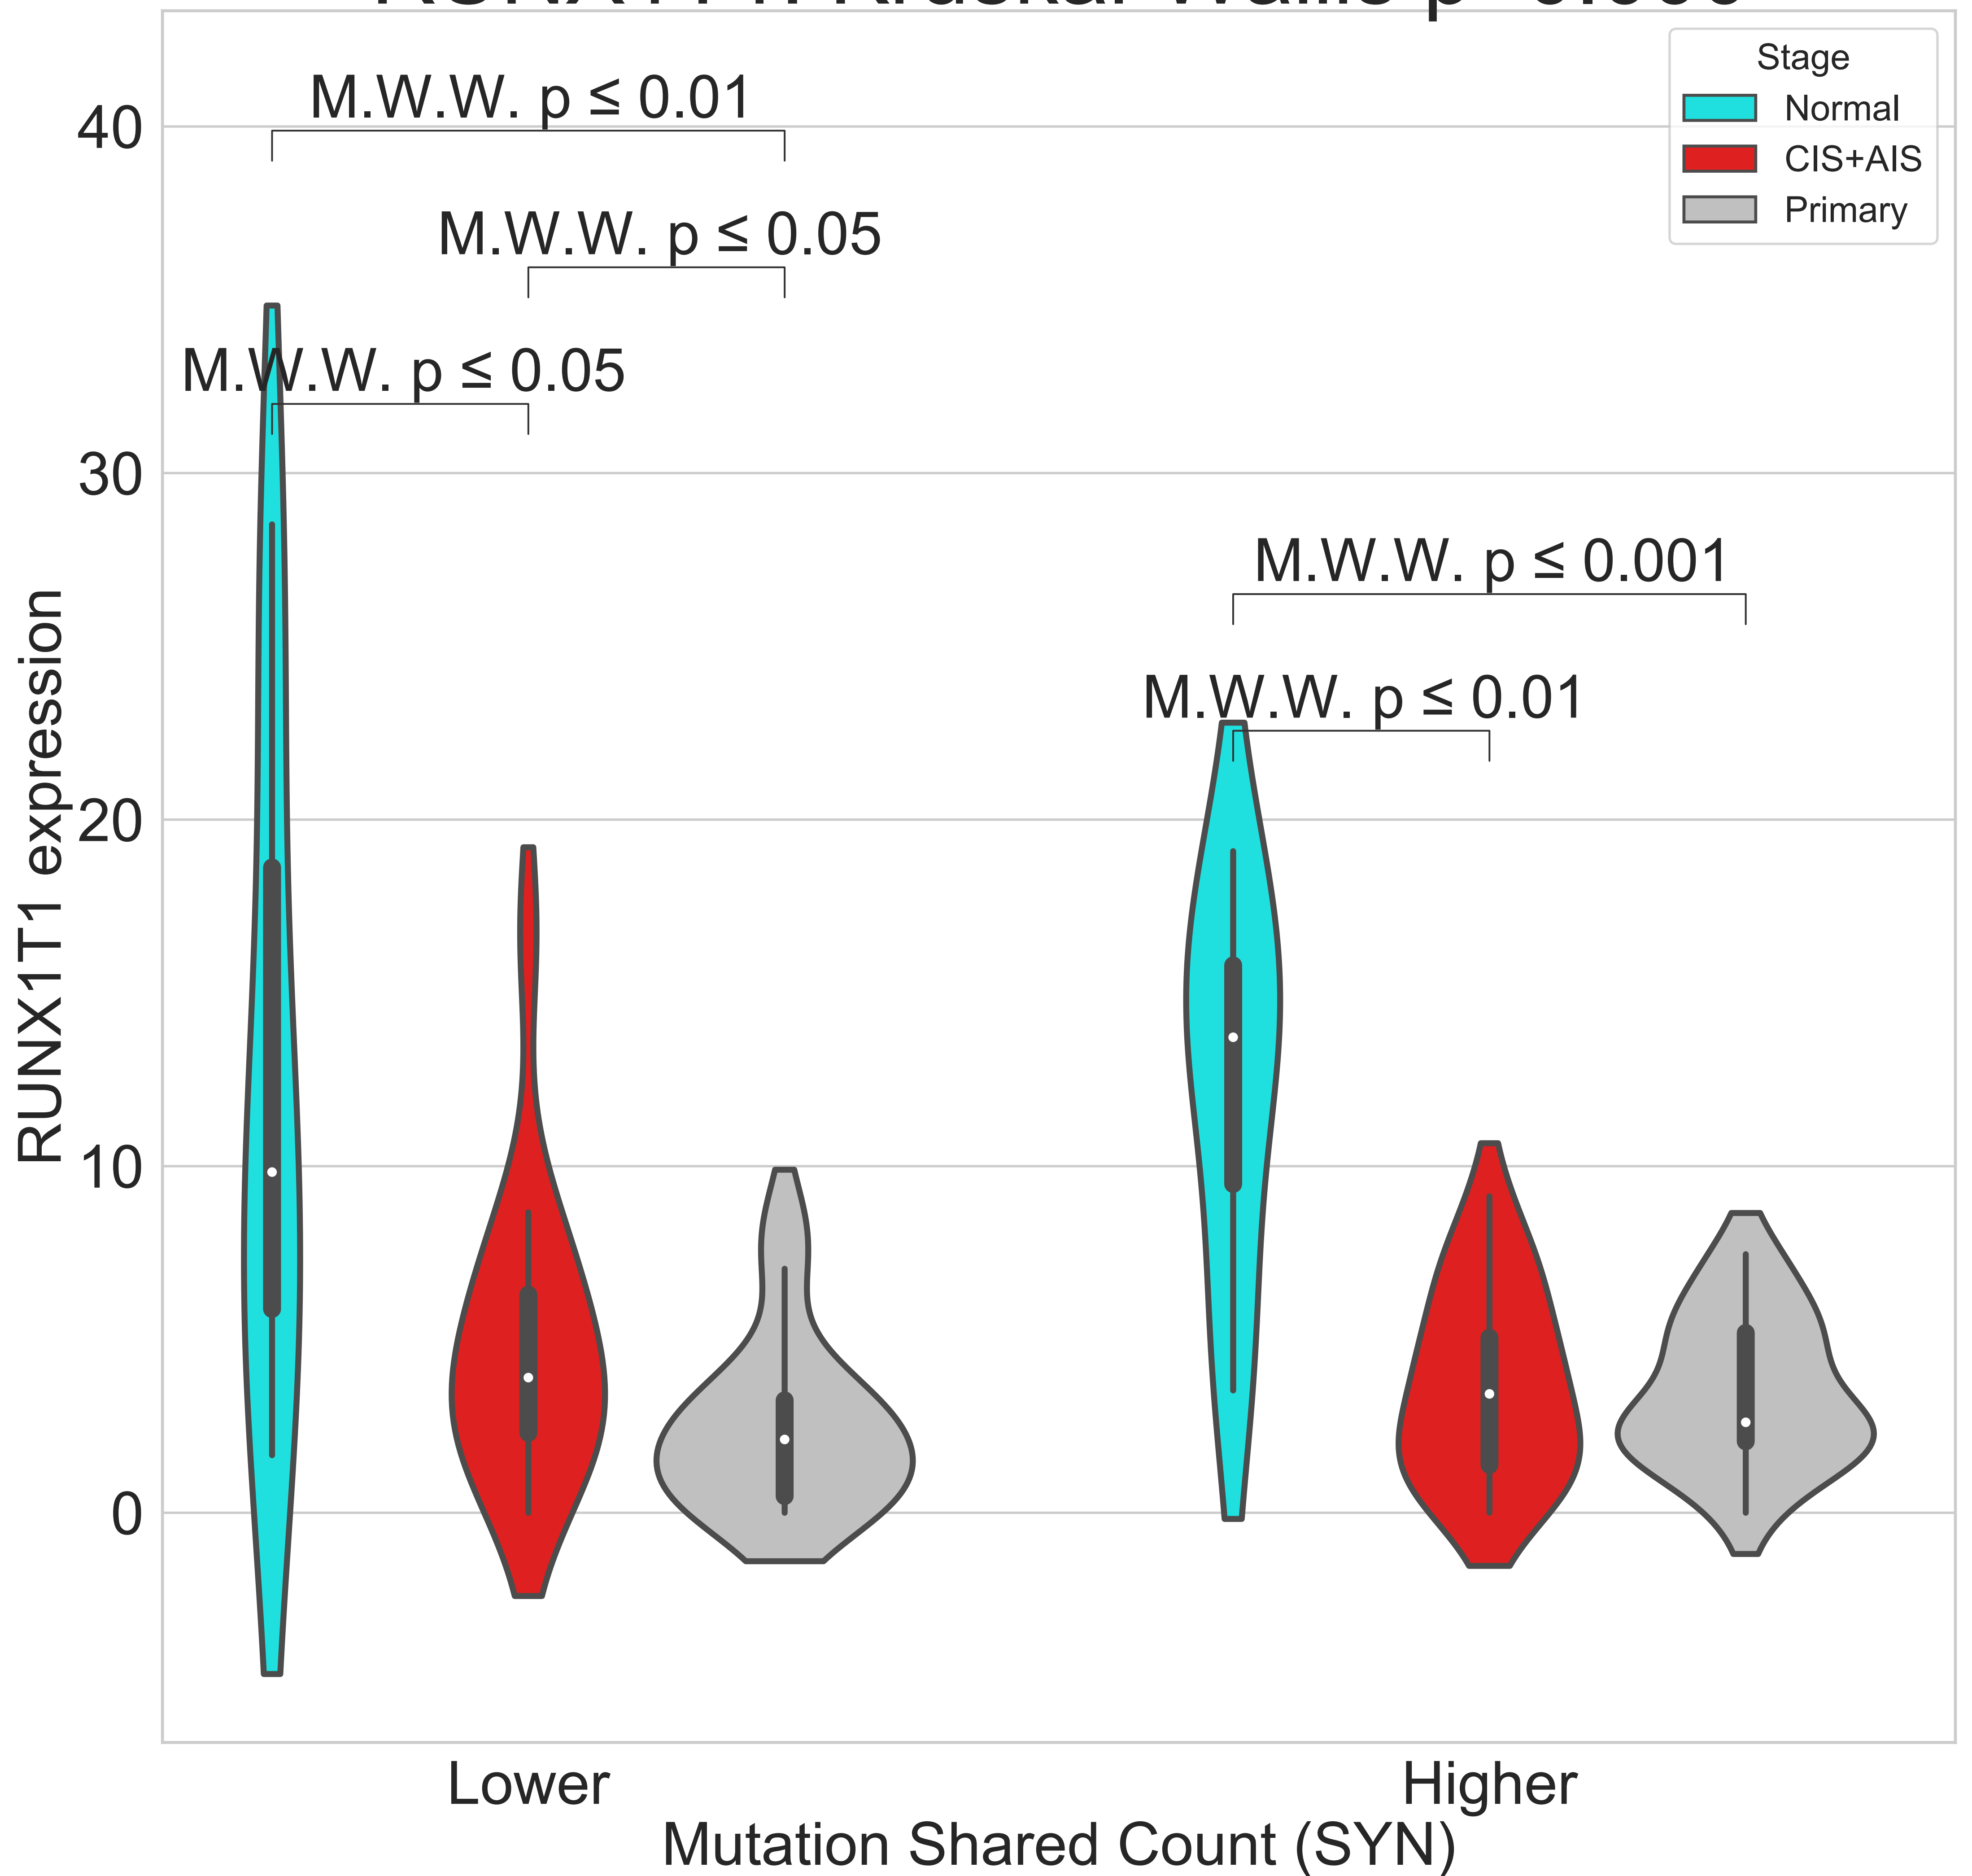 Stage
Normal
CIS+AIS
Primary
M.W.W. p ≤ 0.01
40
M.W.W. p ≤ 0.05
M.W.W. p ≤ 0.05
30
M.W.W. p ≤ 0.001
M.W.W. p ≤ 0.01
20
10
0
RUNX1T1 expression
Lower
Higher
Mutation Shared Count (SYN)